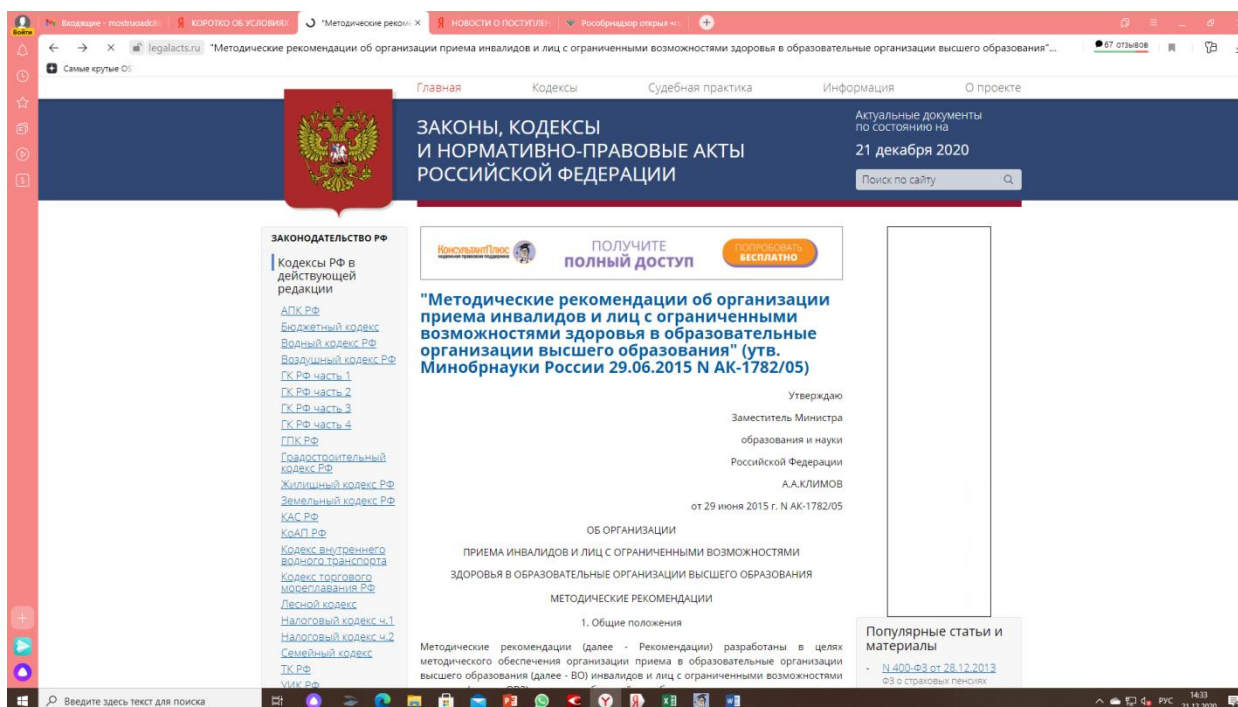 Войти
Входящие - mostruoadcin
КОРОТКО ОБ УСЛОВИЯХ
"Методические реком
НОВОСТИ О ПОСТУПЛЕН
Рособрнадзор открыл
legalacts.ru "Методические рекомендации об организации приема инвалидов и лиц с ограниченными возможностями здоровья в образовательные организации высшего образования"...
67 отзывов
Самые крутые OS
Главная Кодексы Судебная практика Информация О проекте
ЗАКОНЫ, КОДЕКСЫ
И НОРМАТИВНО-ПРАВОВЫЕ АКТЫ
РОССИЙСКОЙ ФЕДЕРАЦИИ
Актуальные документы
по состоянию на
21 декабря 2020
Поиск по сайту
ЗАКОНОДАТЕЛЬСТВО РФ
Кодексы РФ в
действующей
редакции
АПК РФ
Бюджетный кодекс
Водный кодекс РФ
Воздушный кодекс РФ
ГК РФ часть 1
ГК РФ часть 2
ГК РФ часть 3
ГК РФ часть 4
ГПК РФ
Градостроительный
кодекс РФ
Жилищный кодекс РФ
Земельный кодекс РФ
КАС РФ
КоАП РФ
Кодекс внутреннего
водного транспорта
Кодекс торгового
мореплавания РФ
Лесной кодекс
Налоговый кодекс ч.1
Налоговый кодекс ч.2
Семейный кодекс
ТК РФ
УИК РФ
КонсультантПлюс
надежная правовая поддержка
ПОЛУЧИТЕ
ПОЛНЫЙ ДОСТУП
ПОПРОБОВАТЬ
БЕСПЛАТНО
"Методические рекомендации об организации
приема инвалидов и лиц с ограниченными
возможностями здоровья в образовательные
организации высшего образования" (утв.
Минобрнауки России 29.06.2015 N АК-1782/05)
Утверждаю
Заместитель Министра
образования и науки
Российской Федерации
А.А.КЛИМОВ
от 29 июня 2015 г. N АК-1782/05
ОБ ОРГАНИЗАЦИИ
ПРИЕМА ИНВАЛИДОВ И ЛИЦ С ОГРАНИЧЕННЫМИ ВОЗМОЖНОСТЯМИ
ЗДОРОВЬЯ В ОБРАЗОВАТЕЛЬНЫЕ ОРГАНИЗАЦИИ ВЫСШЕГО ОБРАЗОВАНИЯ
МЕТОДИЧЕСКИЕ РЕКОМЕНДАЦИИ
1. Общие положения
Методические рекомендации (далее - Рекомендации) разработаны в целях
методического обеспечения организации приема в образовательные организации
высшего образования (далее - ВО) инвалидов и лиц с ограниченными возможностями
Популярные статьи и
материалы
N 400-ФЗ от 28.12.2013
ФЗ о страховых пенсиях
Введите здесь текст для поиска
РУС
14:33
21.12.2020